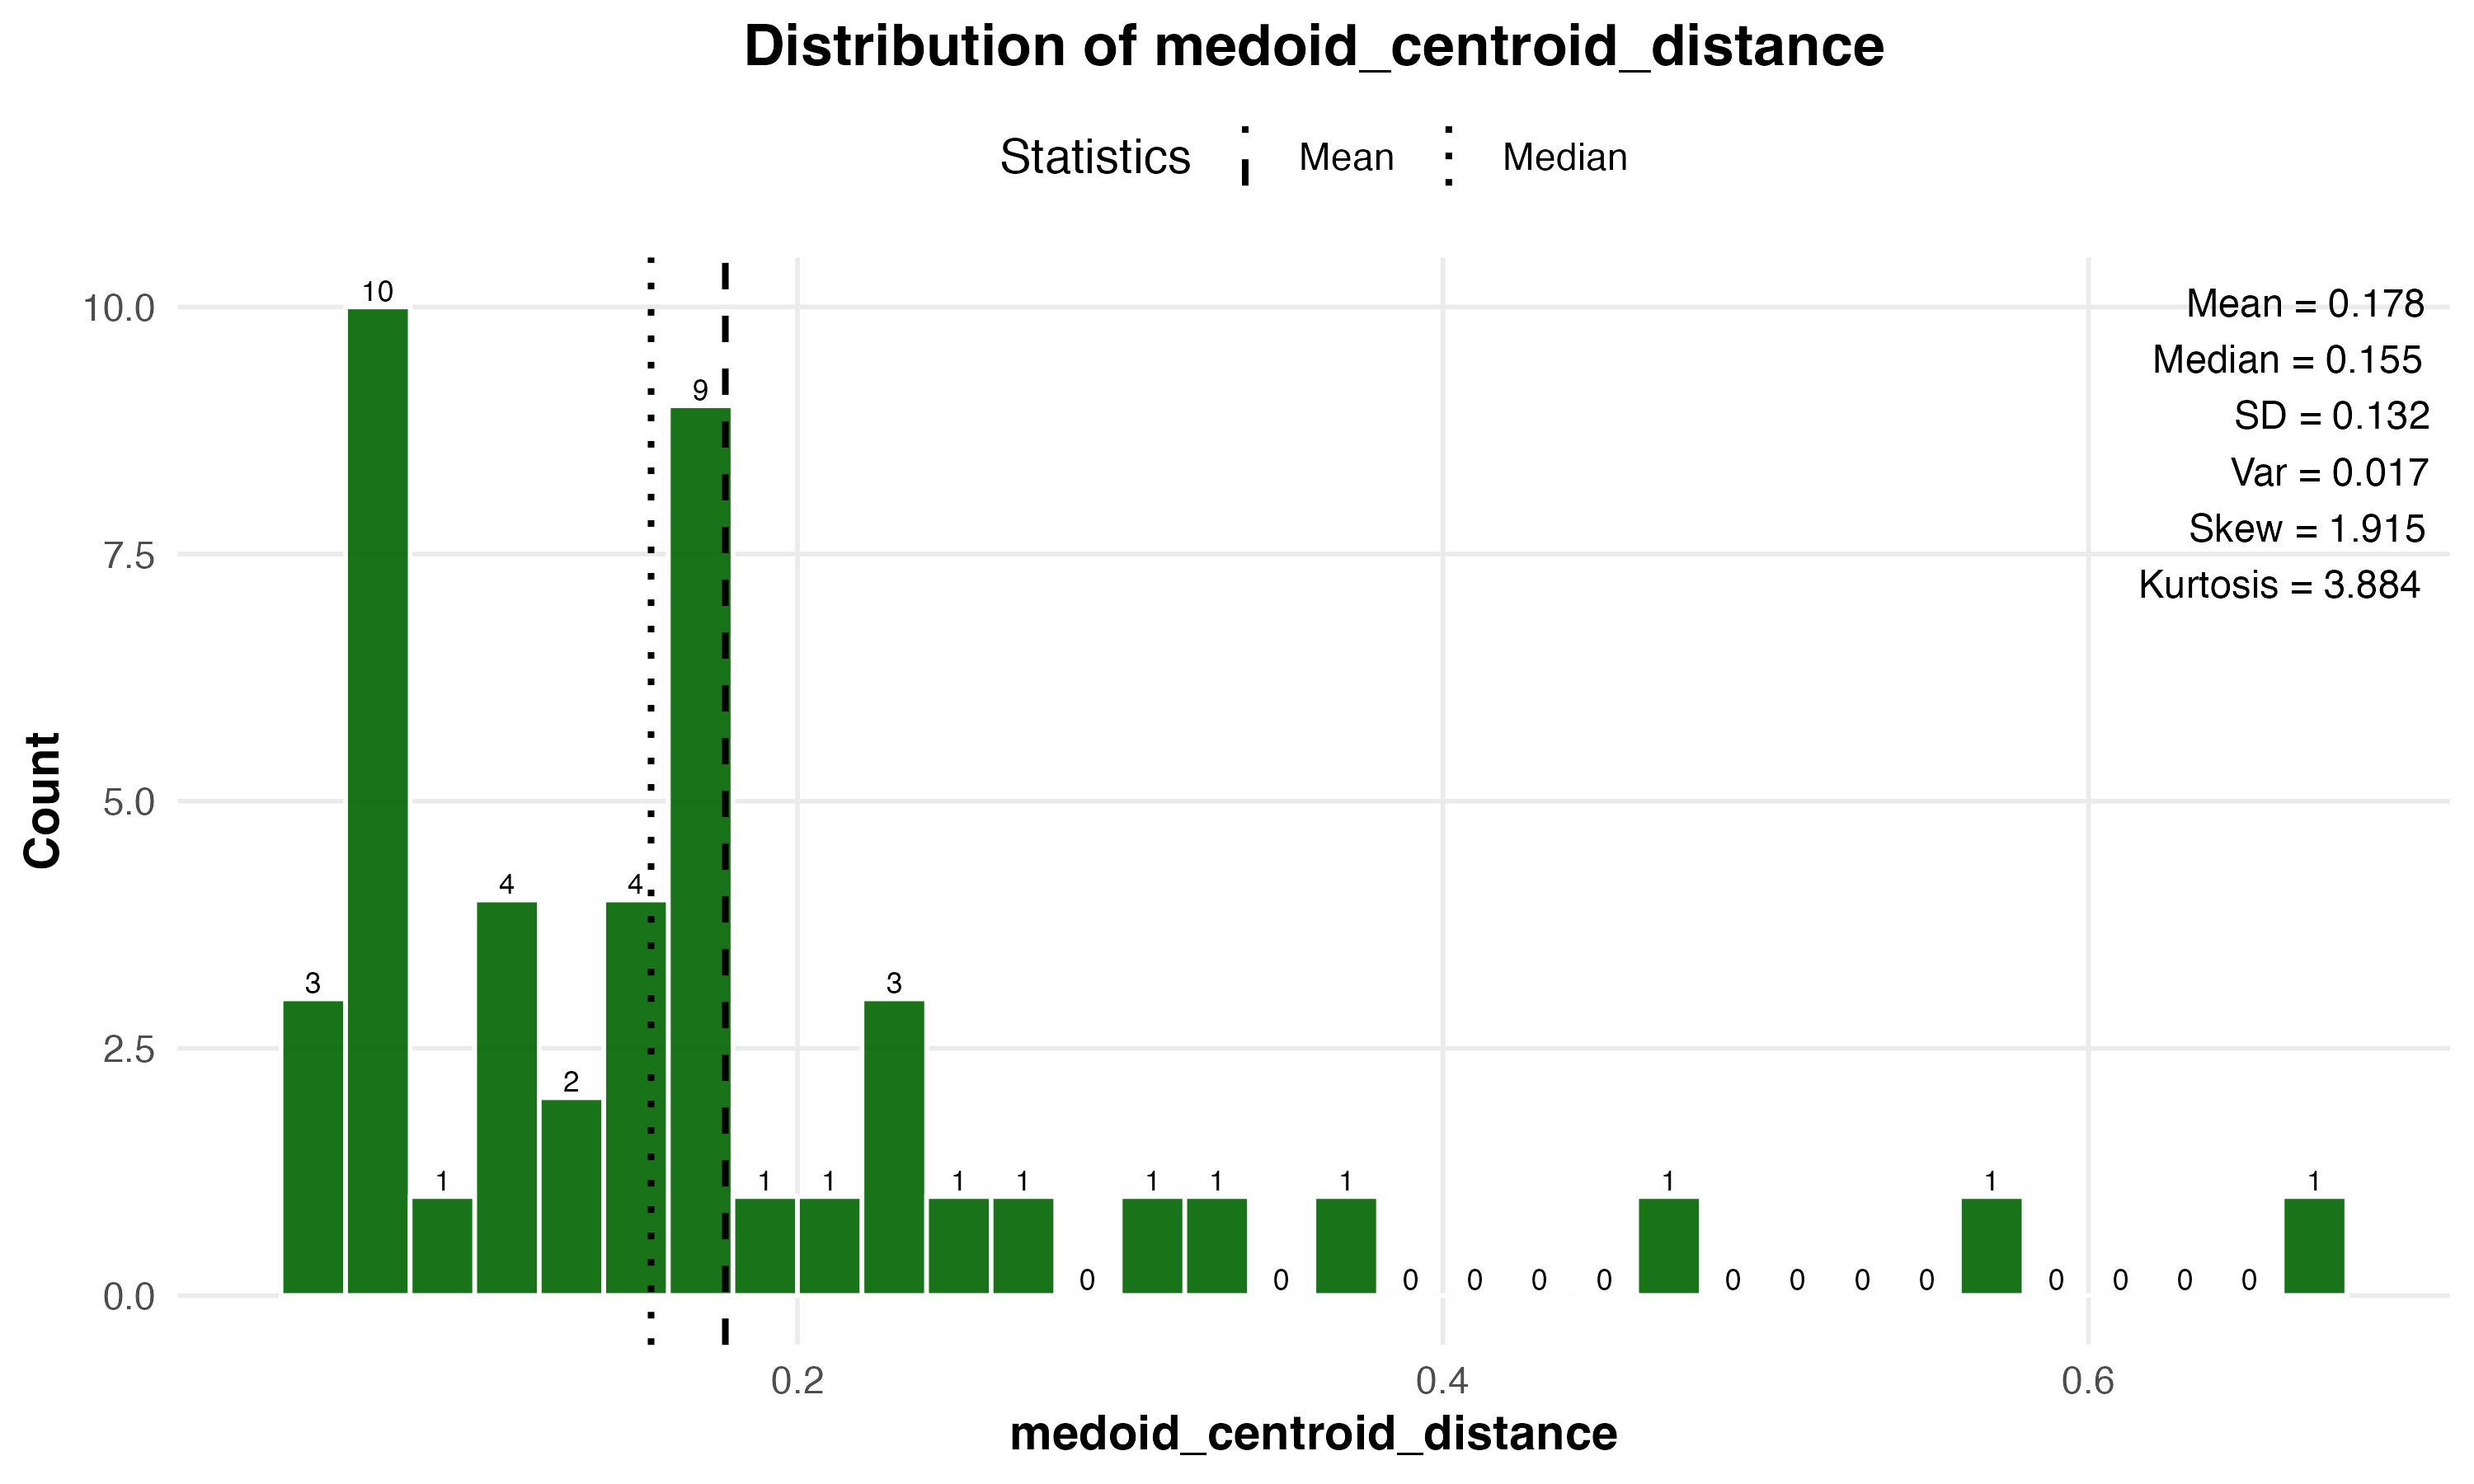 Distribution of medoid_centroid_distance
Statistics Mean Median
Mean = 0.178
Median = 0.155
SD = 0.132
Var = 0.017
Skew = 1.915
Kurtosis = 3.884
Count
10.0
7.5
5.0
2.5
0.0
3 10 1 4 2 4 9 1 1 3 1 1 0 1 1 0 1 0 0 0 0 1 0 0 0 0 1 0 0 0 0 1
0.2 0.4 0.6
medoid_centroid_distance